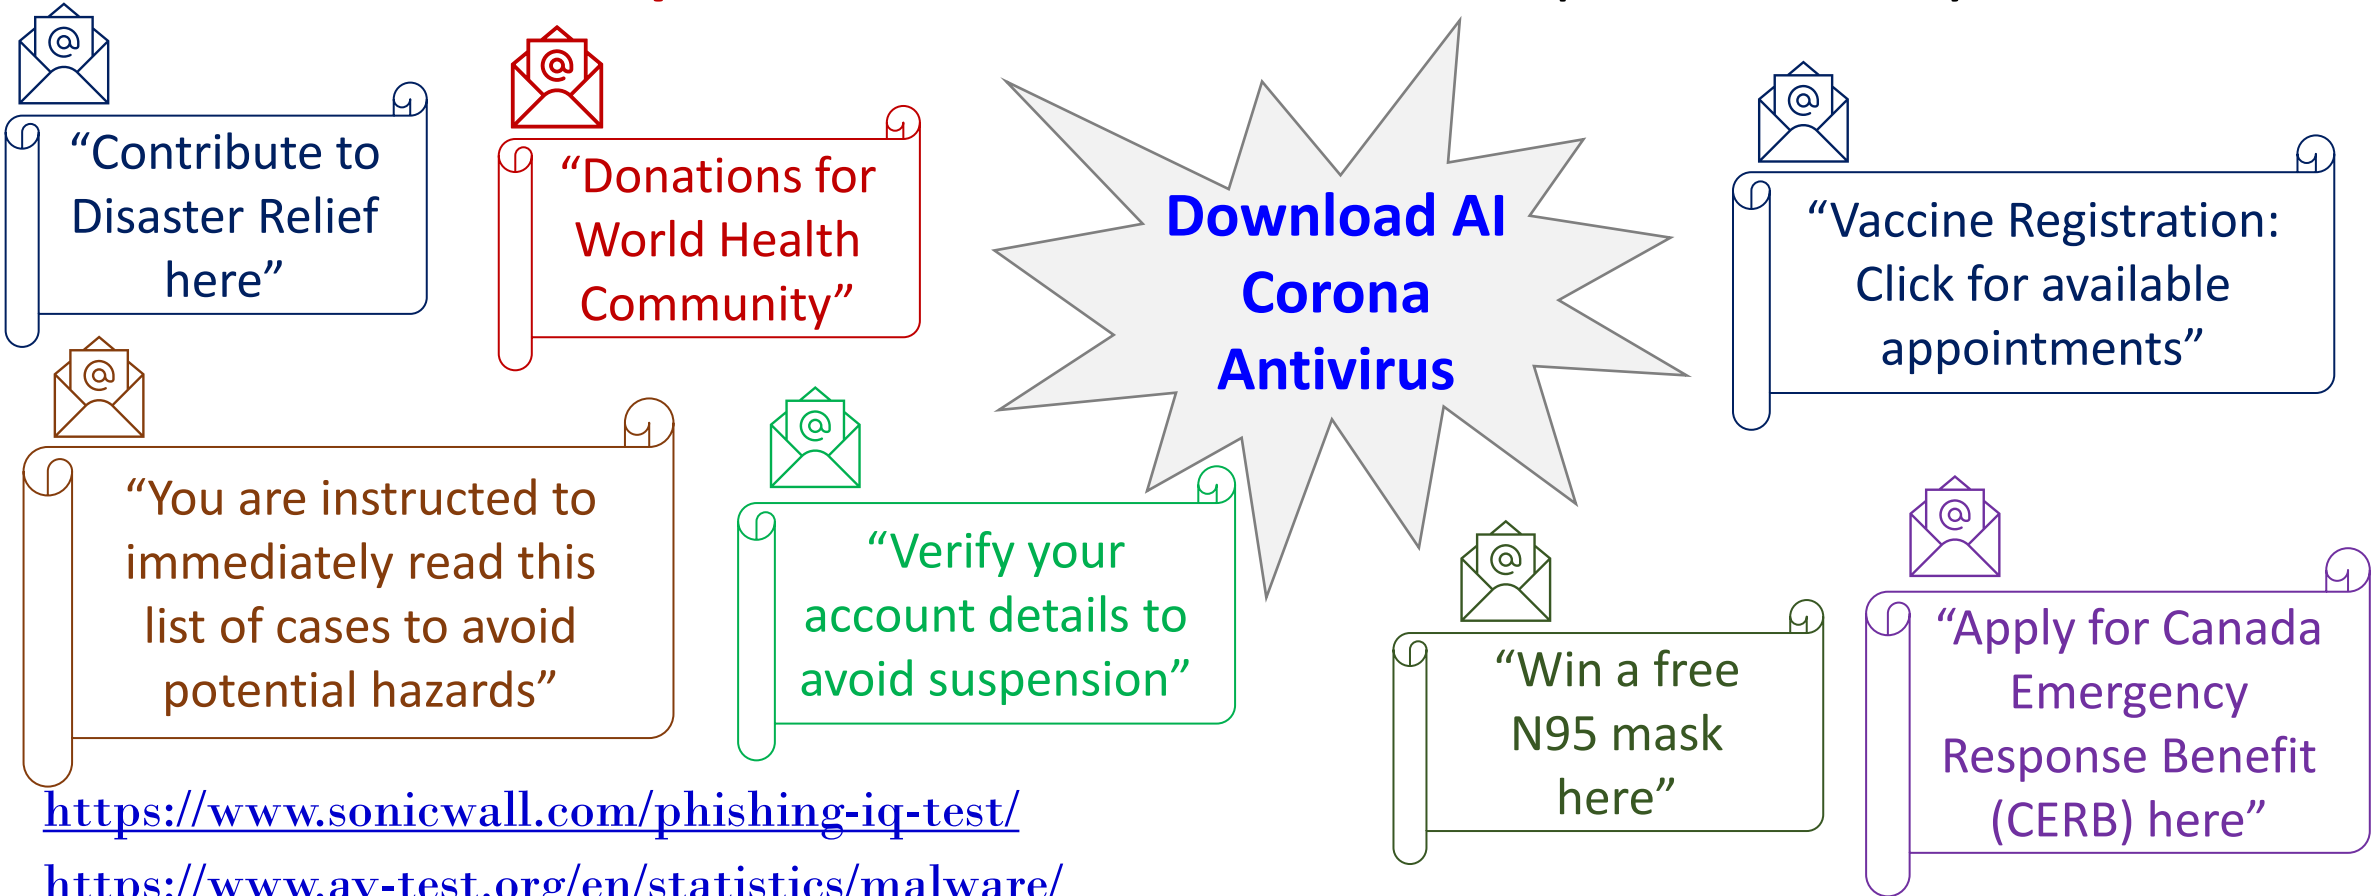 “Contribute to
Disaster Relief
here”
“Donations for
World Health
Community”
Download AI
Corona
Antivirus
“Vaccine Registration:
Click for available
appointments”
“You are instructed to
immediately read this
list of cases to avoid
potential hazards”
“Verify your
account details to
avoid suspension”
“Win a free
N95 mask
here”
“Apply for Canada
Emergency
Response Benefit
(CERB) here”
https://www.sonicwall.com/phishing-iq-test/
https://www.av-test.org/en/statistics/malware/